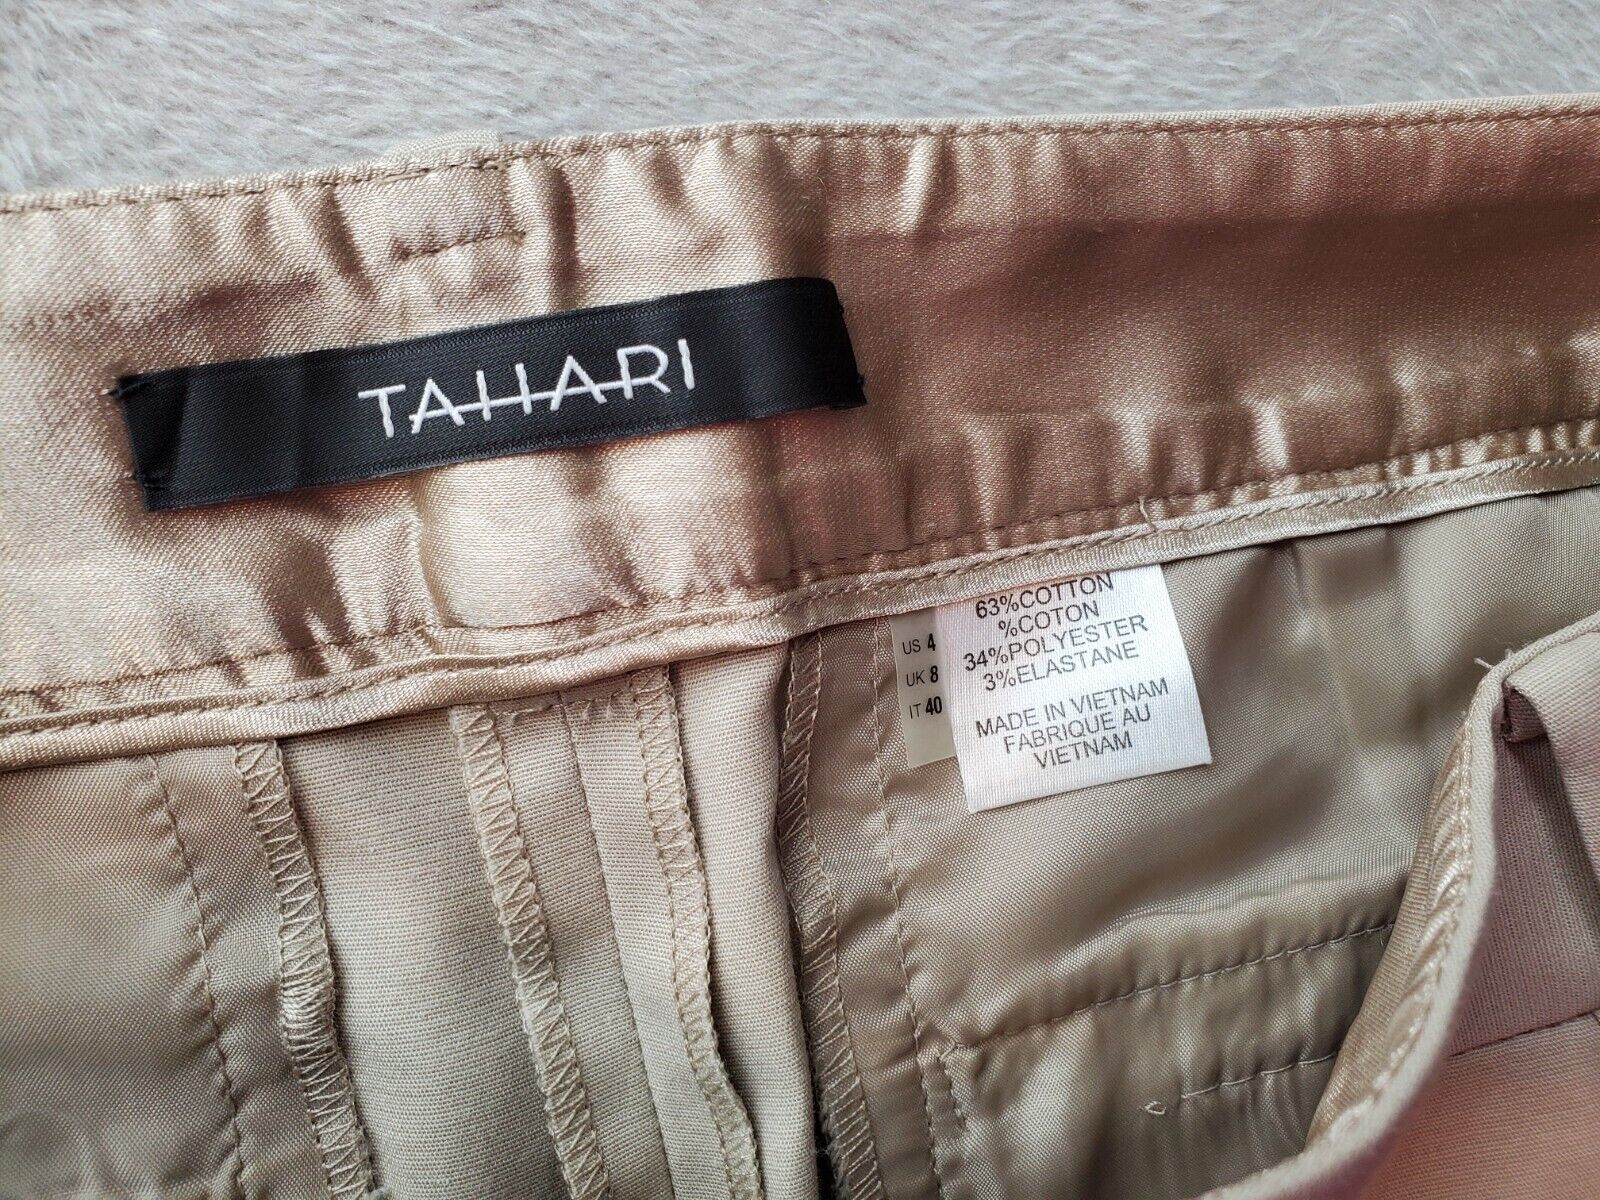 TAHARI
US 4
UK 8
IT 40
63%COTTON
%COTON
34%POLYESTER
3%ELASTANE
MADE IN VIETNAM
FABRIQUE AU
VIETNAM